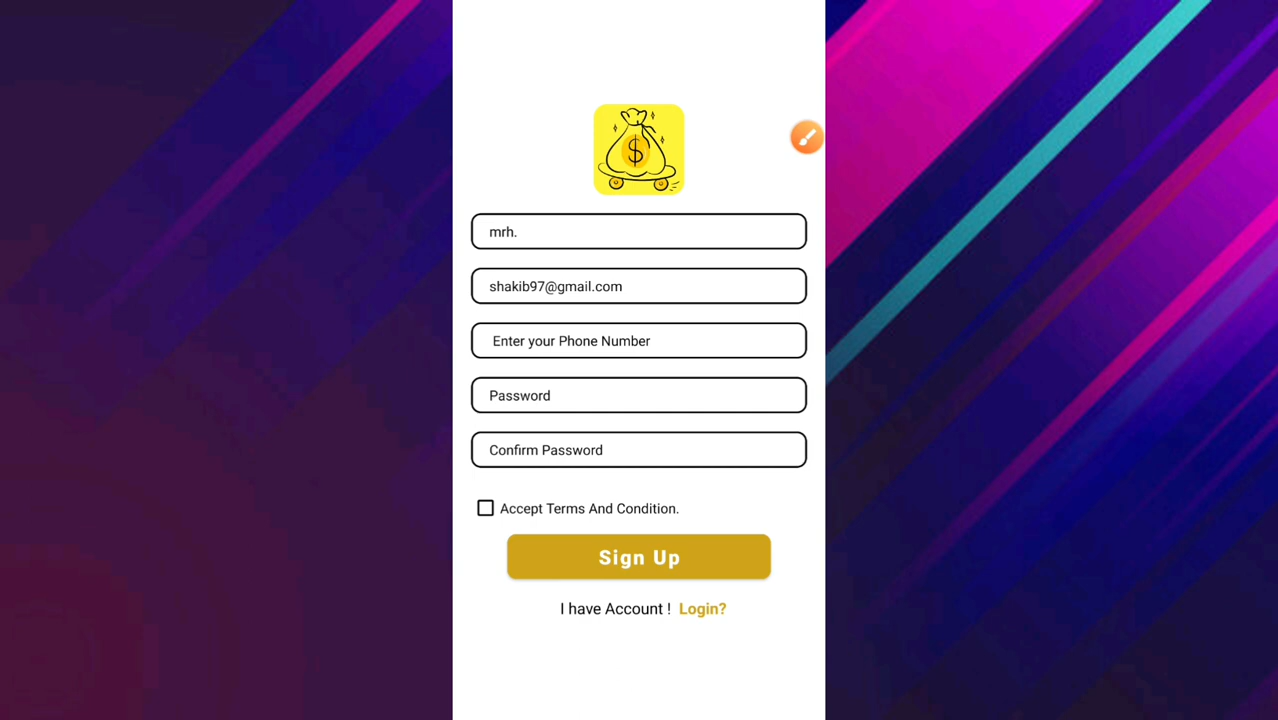 $
mrh.
shakib97@gmail.com
Enter your Phone Number
Password
Confirm Password
Accept Terms And Condition.
Sign Up
I have Account ! Login?